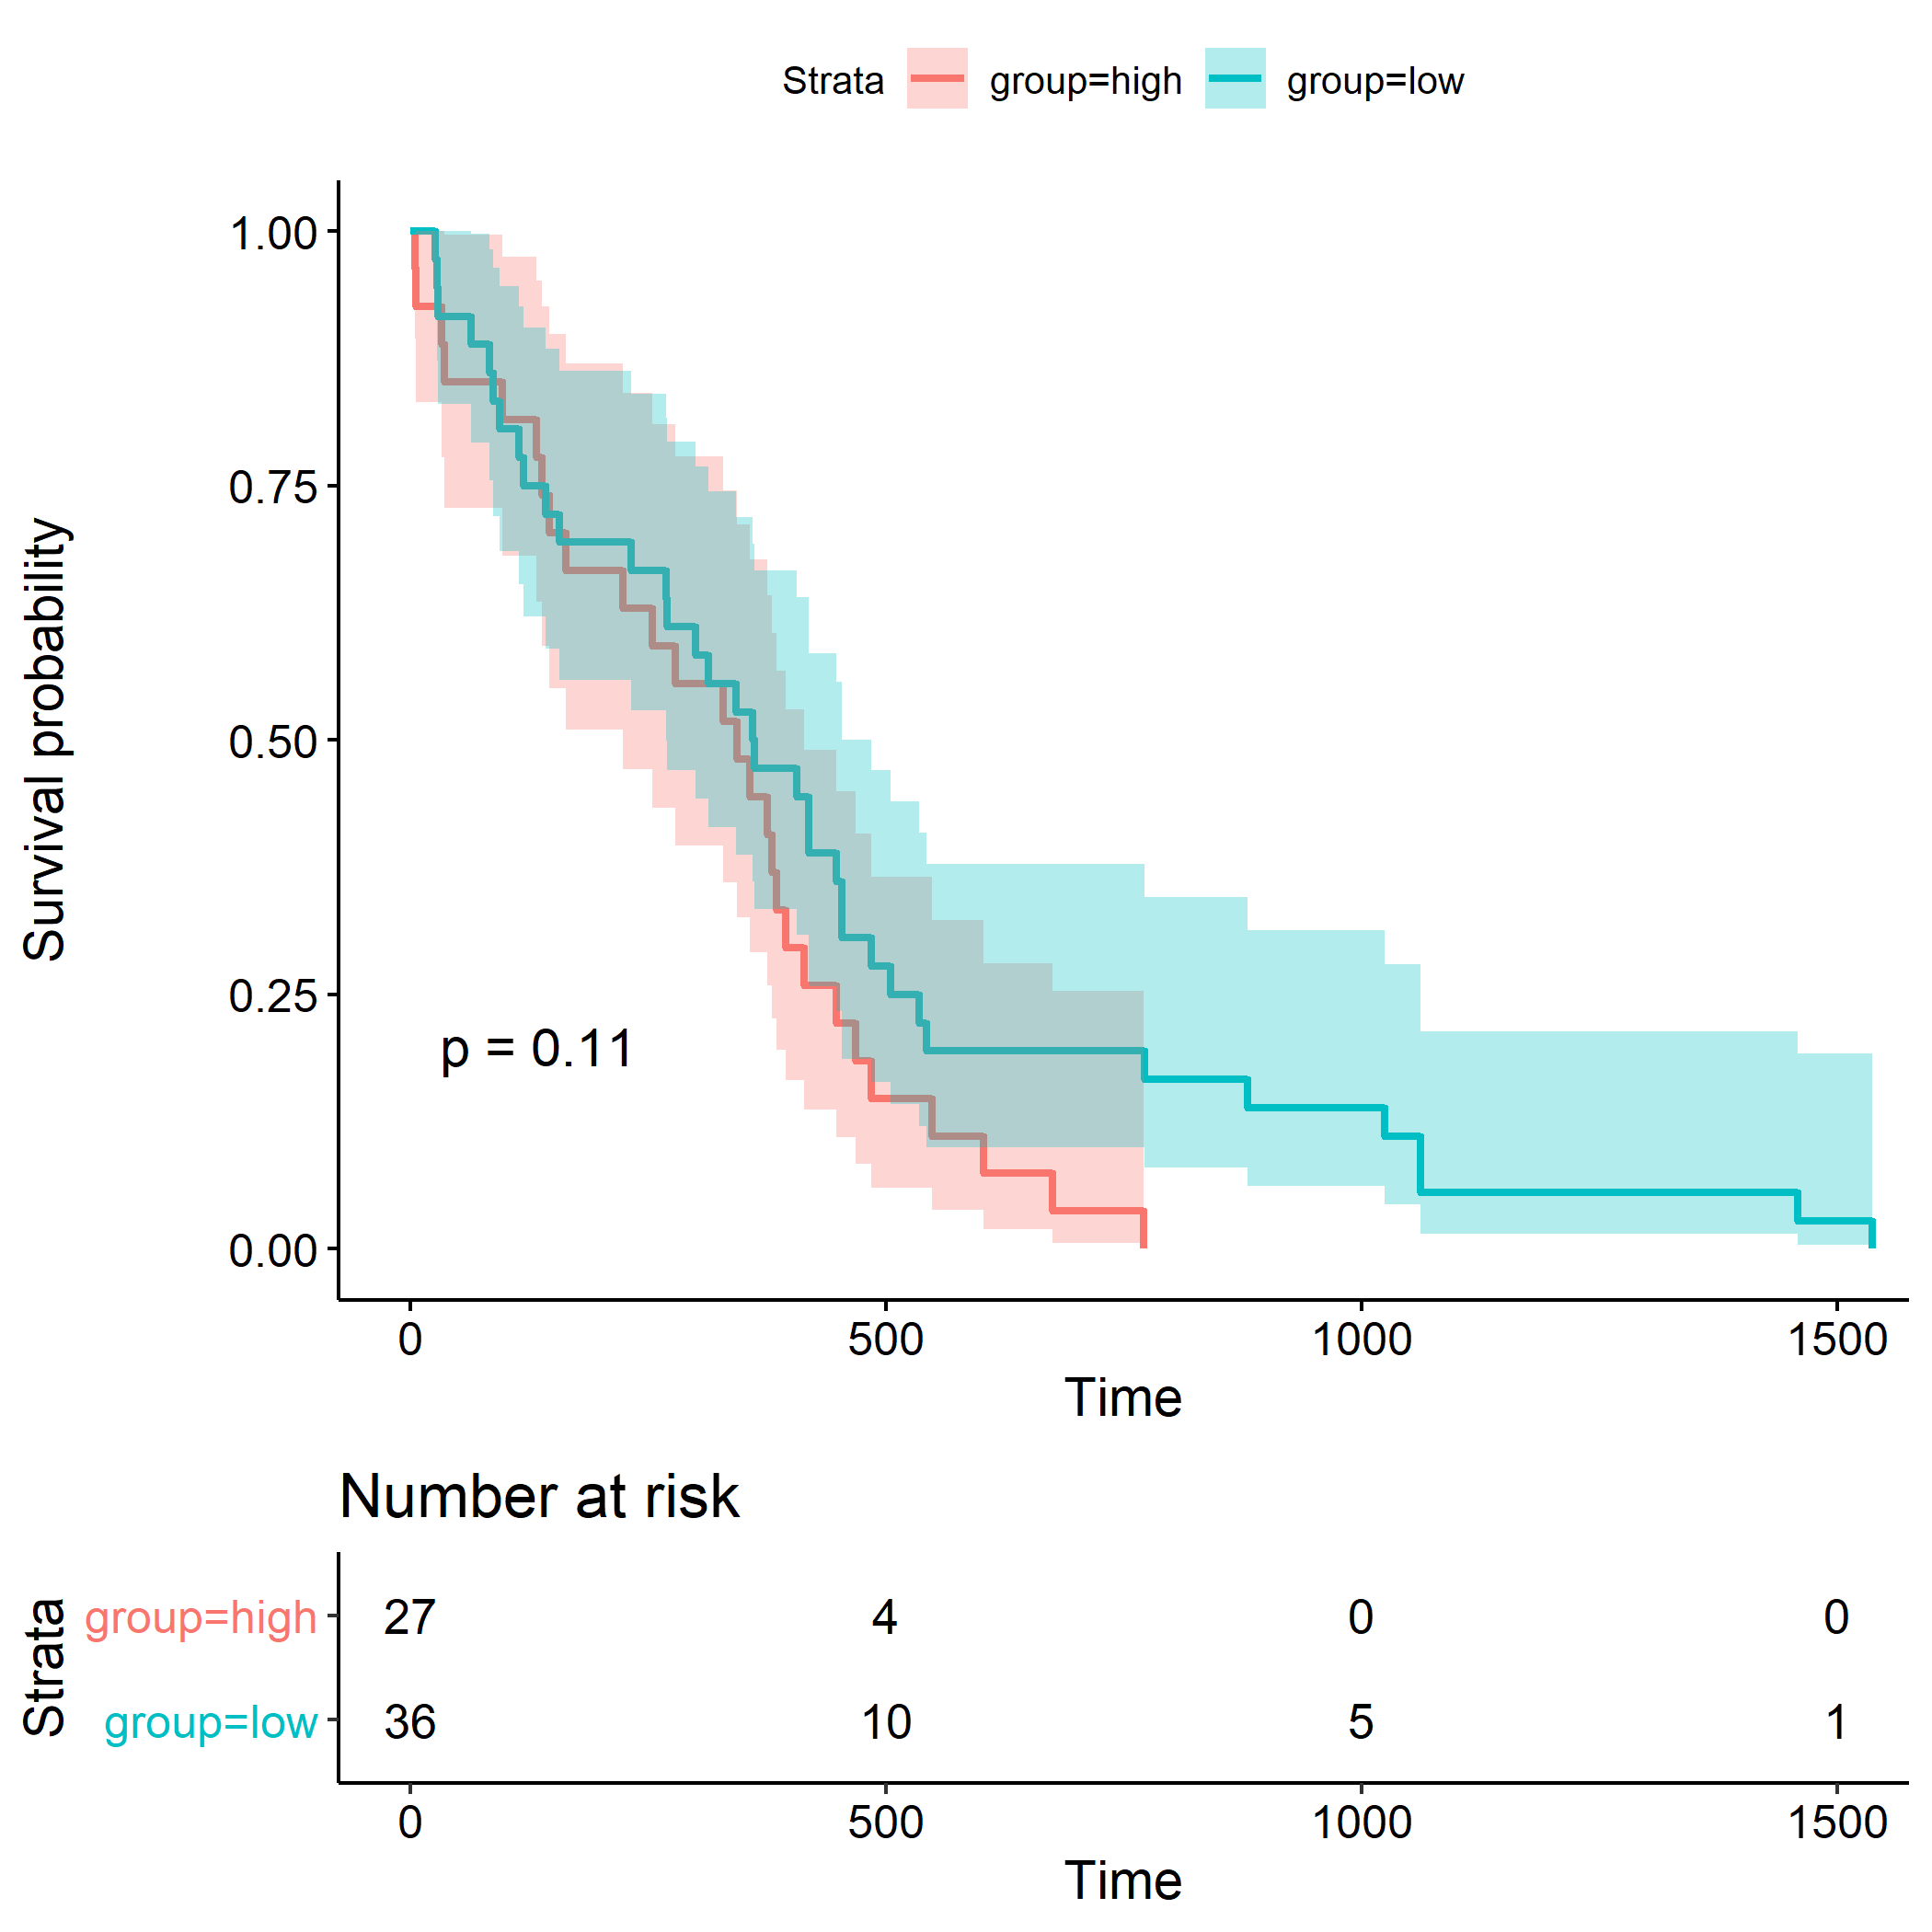 Strata group=high group=low
1.00
0.75
0.50
0.25
0.00
Survival probability
p = 0.11
0 500 1000 1500
Time
Number at risk
Strata
group=high 27 4 0 0
group=low 36 10 5 1
0 500 1000 1500
Time